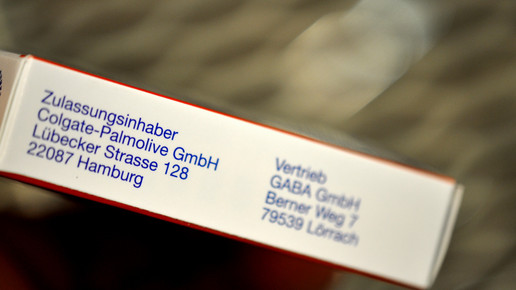 Zulassungsinhaber
Colgate-Palmolive GmbH
Lübecker Strasse 128
22087 Hamburg
Vertrieb
GABA GmbH
Berner Weg 7
79539 Lörrach